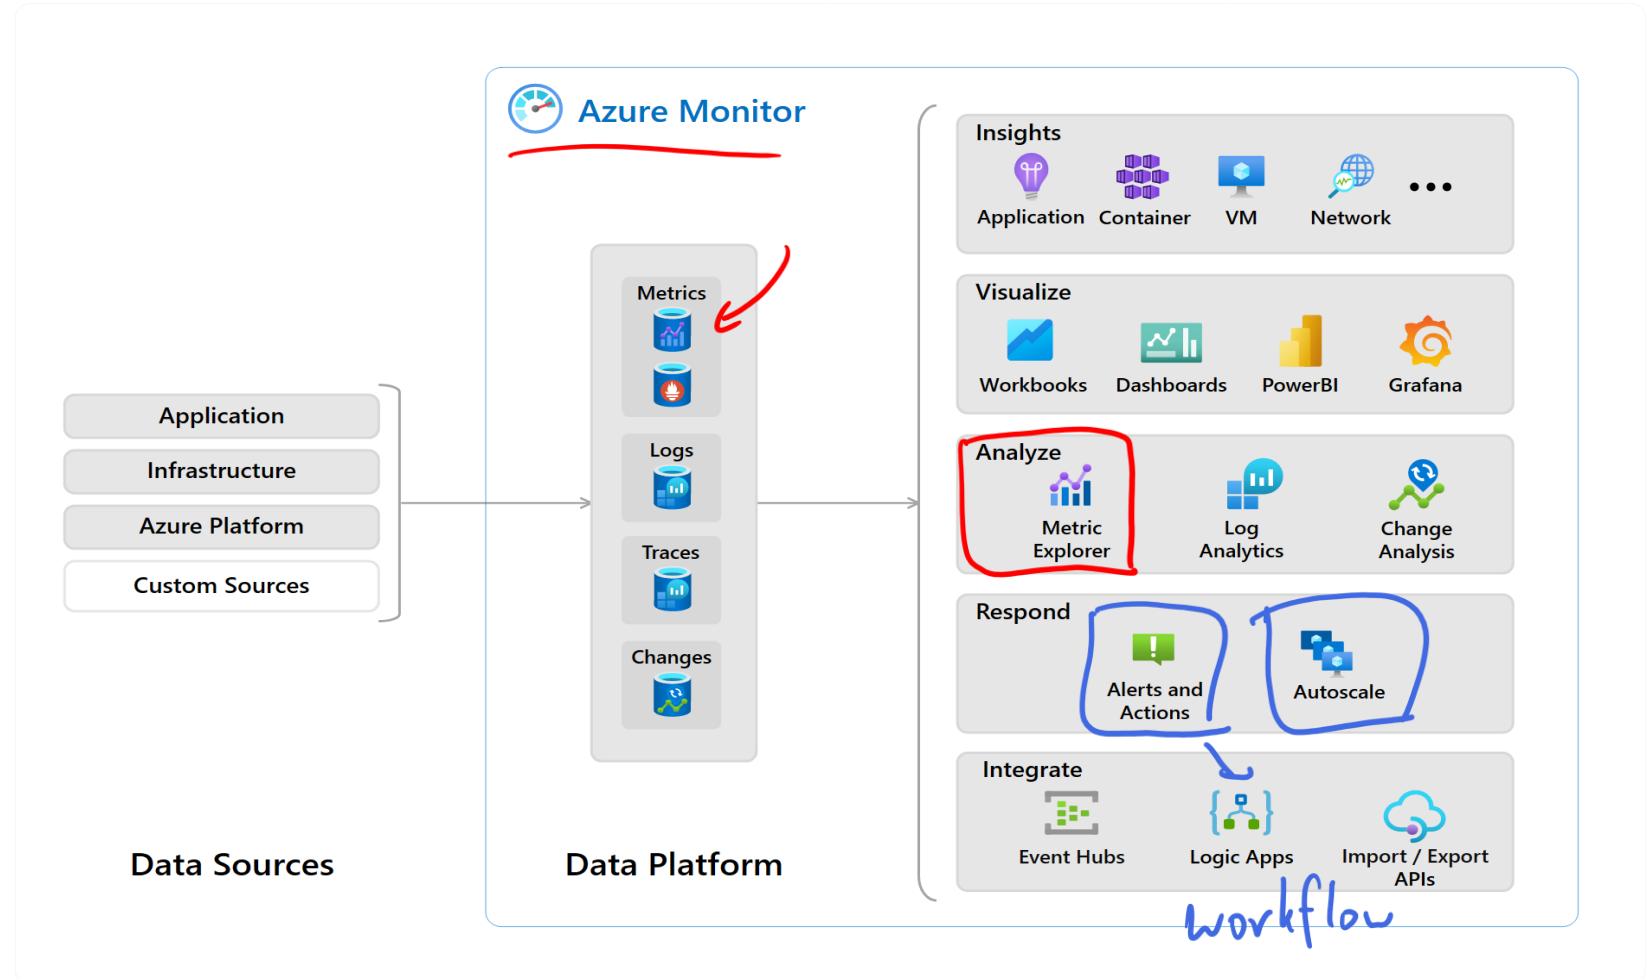 Azure Monitor
Application
Infrastructure
Azure Platform
Custom Sources
Data Sources
Metrics
Logs
Traces
Changes
Data Platform
Insights
Application
Container
VM
Network
...
Visualize
Workbooks
Dashboards
PowerBI
Grafana
Analyze
Metric
Explorer
Log
Analytics
Change
Analysis
Respond
Alerts and
Actions
Autoscale
Integrate
Event Hubs
Logic Apps
Import / Export
APIs
workflow